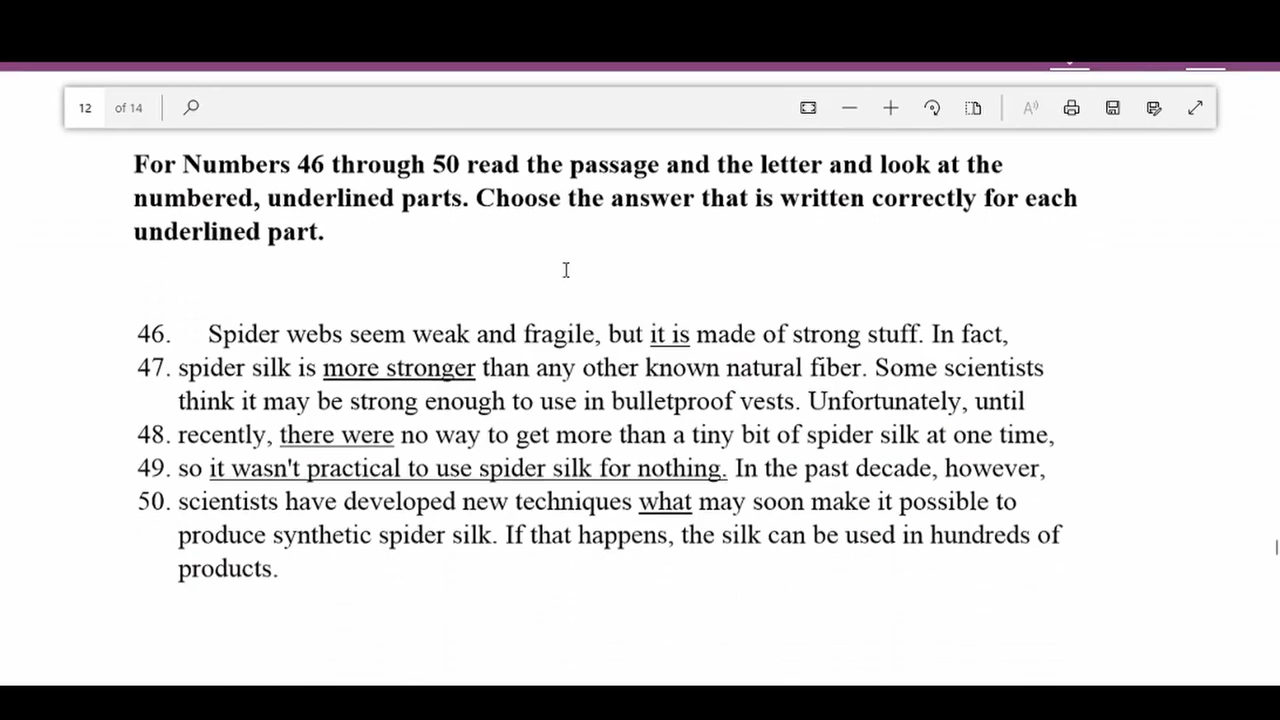 12 of 14
For Numbers 46 through 50 read the passage and the letter and look at the
numbered, underlined parts. Choose the answer that is written correctly for each
underlined part.
46. Spider webs seem weak and fragile, but it is made of strong stuff. In fact,
47. spider silk is more stronger than any other known natural fiber. Some scientists
think it may be strong enough to use in bulletproof vests. Unfortunately, until
48. recently, there were no way to get more than a tiny bit of spider silk at one time,
49. so it wasn't practical to use spider silk for nothing. In the past decade, however,
50. scientists have developed new techniques what may soon make it possible to
produce synthetic spider silk. If that happens, the silk can be used in hundreds of
products.